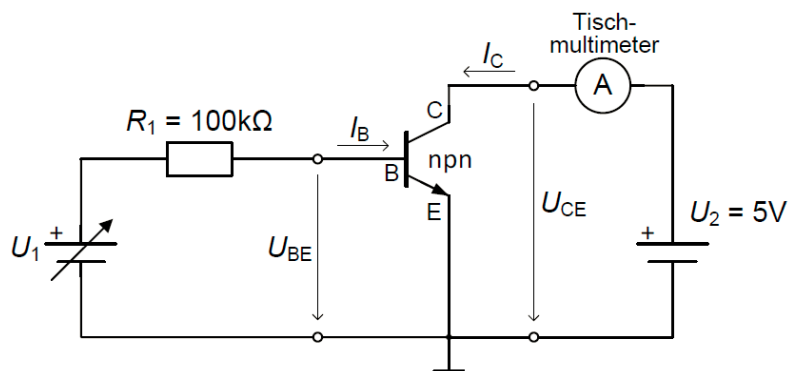 Tisch-
multimeter
I_C
A
R_1 = 100kΩ
I_B
C
npn
B
E
U_CE
U_2 = 5V
+
+
U_1
U_BE